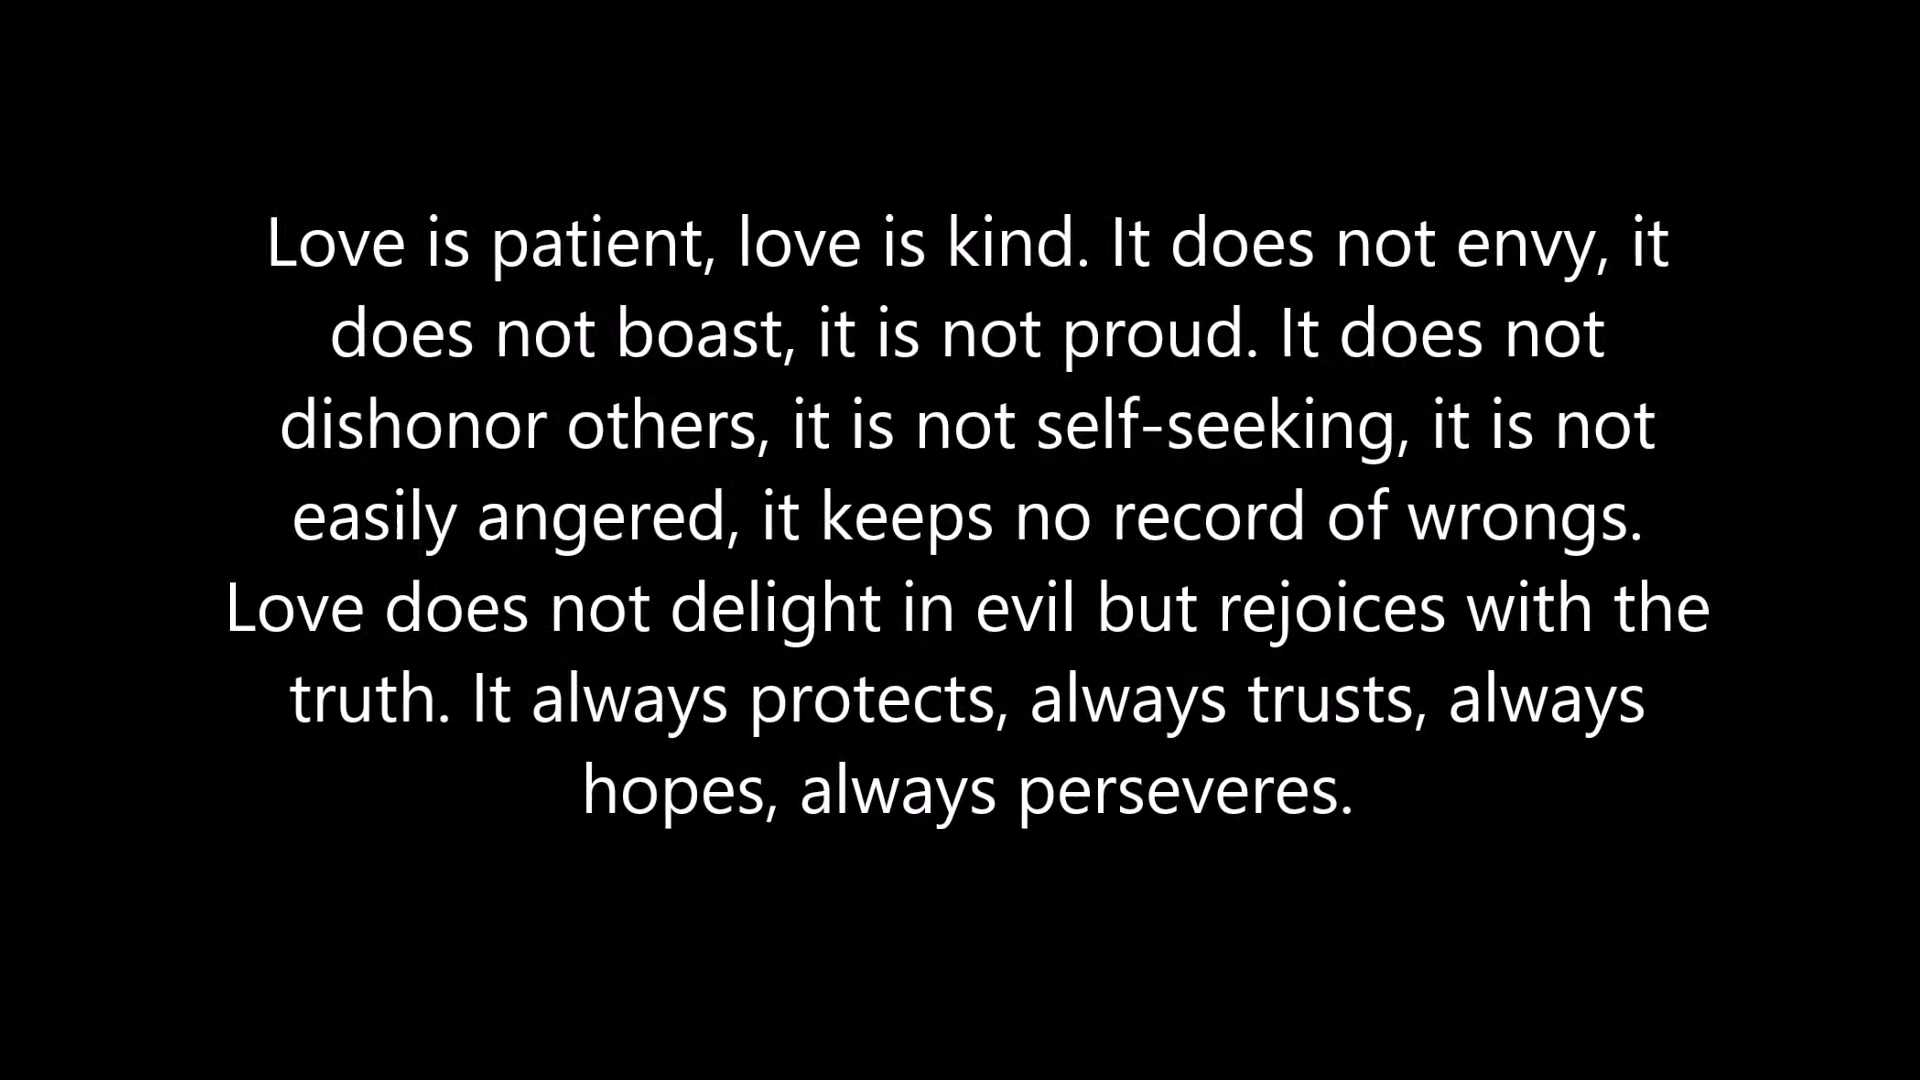 Love is patient, love is kind. It does not envy, it
does not boast, it is not proud. It does not
dishonor others, it is not self-seeking, it is not
easily angered, it keeps no record of wrongs.
Love does not delight in evil but rejoices with the
truth. It always protects, always trusts, always
hopes, always perseveres.